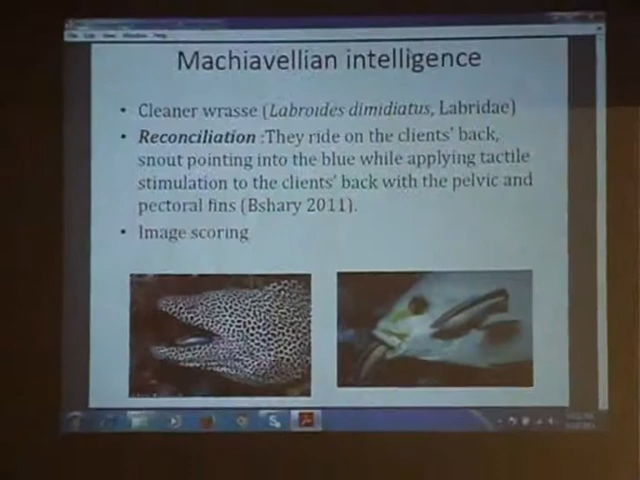 Machiavellian intelligence
• Cleaner wrasse (Labroides dimidiatus, Labridae)
• Reconciliation :They ride on the clients' back,
snout pointing into the blue while applying tactile
stimulation to the clients' back with the pelvic and
pectoral fins (Bshary 2011).
• Image scoring